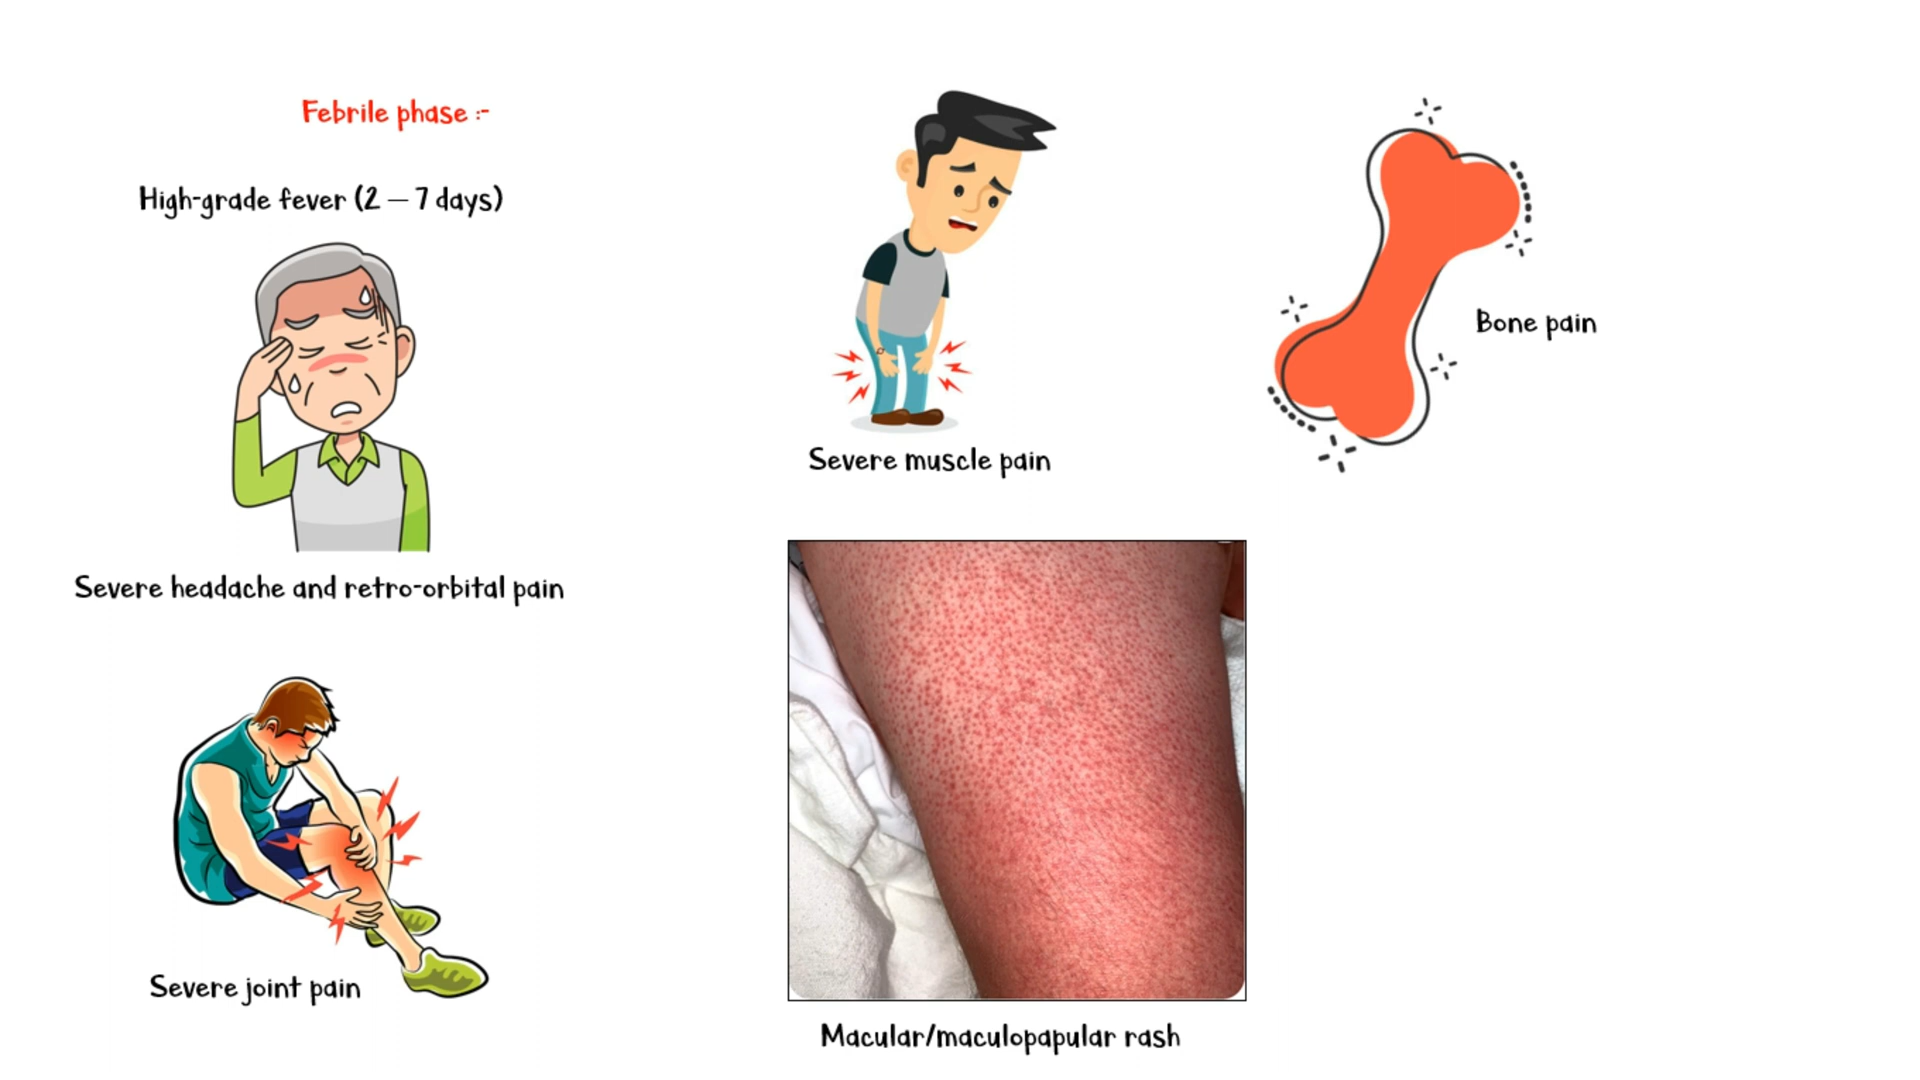 Febrile phase :-
High-grade fever (2 – 7 days)
Severe headache and retro-orbital pain
Severe joint pain
Severe muscle pain
Bone pain
Macular/maculopapular rash